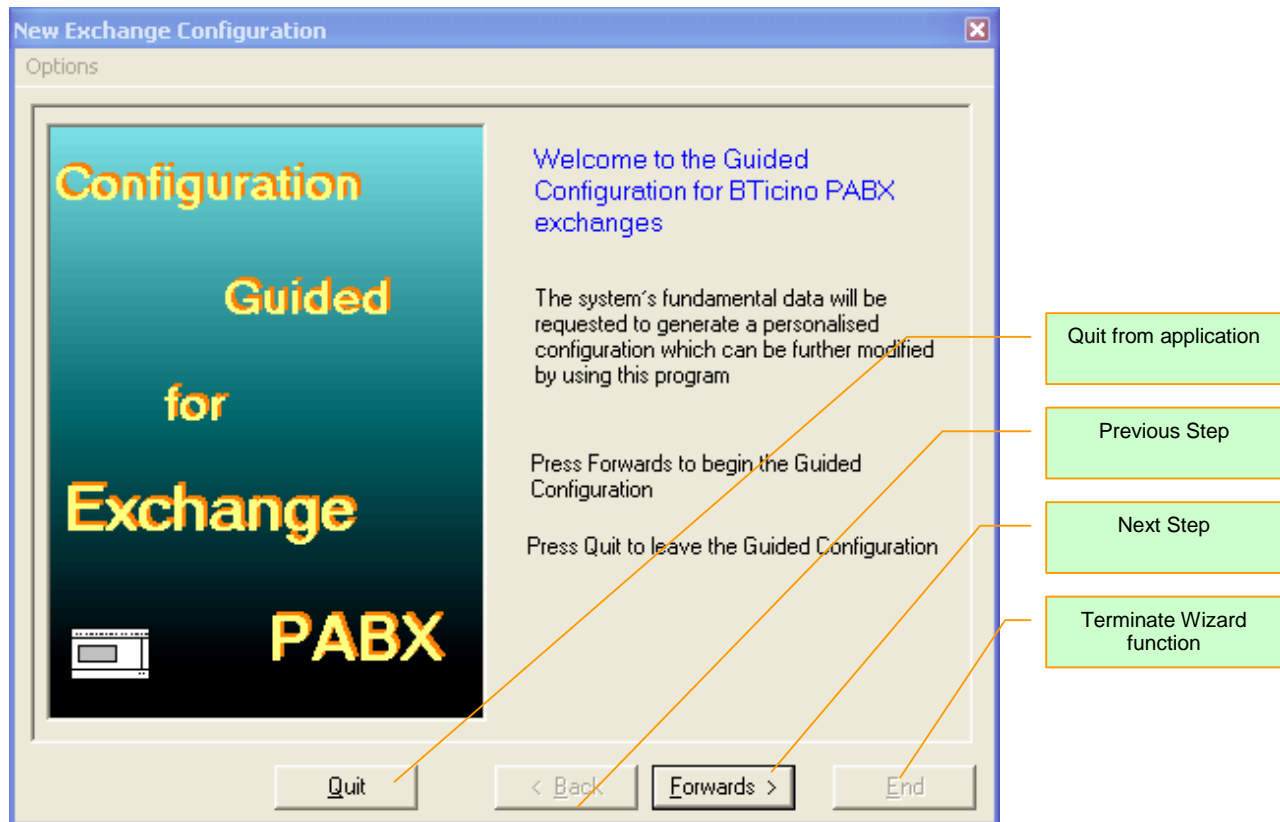 New Exchange Configuration
Options
Configuration
Guided
for
Exchange
PABX
Welcome to the Guided
Configuration for BTicino PABX
exchanges
The system´s fundamental data will be
requested to generate a personalised
configuration which can be further modified
by using this program
Press Forwards to begin the Guided
Configuration
Press Quit to leave the Guided Configuration
Quit
< Back
Forwards >
End
Quit from application
Previous Step
Next Step
Terminate Wizard
function